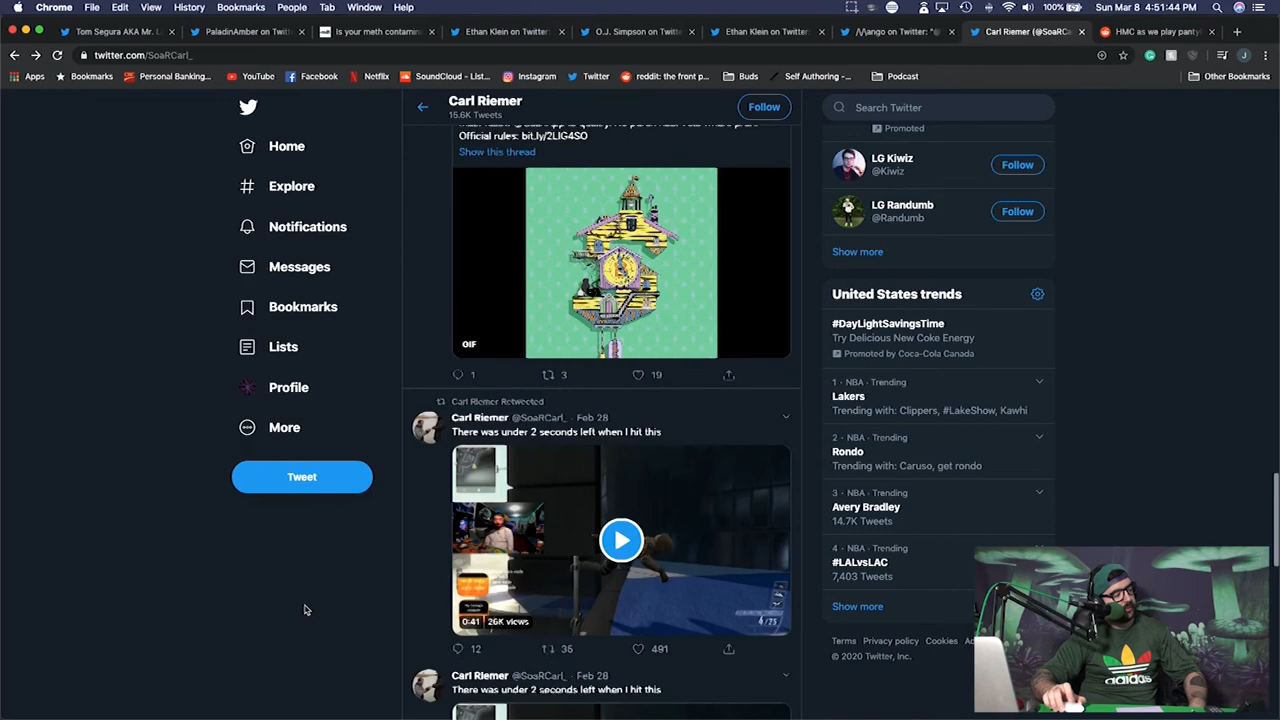 Chrome File Edit View History Bookmarks People Tab Window Help
100% Sun Mar 8 4:51:44 PM
Tom Segura AKA Mr. L
PaladinAmber on Twitter
Is your meth contamina
Ethan Klein on Twitter:
O.J. Simpson on Twitte
Ethan Klein on Twitter:
ango on Twitter: "
Carl Riemer (@SoaRCa
HMC as we play panty
twitter.com/SoaRCarl_
Apps
Bookmarks
Personal Banking...
YouTube
Facebook
Netflix
SoundCloud - List...
Instagram
Twitter
reddit: the front p...
Buds
Self Authoring -...
Podcast
Other Bookmarks
Home
Explore
Notifications
Messages
Bookmarks
Lists
Profile
More
Tweet
Carl Riemer
15.6K Tweets
Follow
Official rules: bit.ly/2LIG4SO
Show this thread
GIF
1 3 19
Carl Riemer Retweeted
Carl Riemer @SoaRCarl_ · Feb 28
There was under 2 seconds left when I hit this
0:41 26K views
12 36 491
Carl Riemer @SoaRCarl_ · Feb 28
There was under 2 seconds left when I hit this
Search Twitter
Promoted
LG Kiwiz
@Kiwiz
Follow
LG Randumb
@Randumb
Follow
Show more
United States trends
#DayLightSavingsTime
Try Delicious New Coke Energy
Promoted by Coca-Cola Canada
1 · NBA · Trending
Lakers
Trending with: Clippers, #LakeShow, Kawhi
2 · NBA · Trending
Rondo
Trending with: Caruso, get rondo
3 · NBA · Trending
Avery Bradley
14.7K Tweets
4 · NBA · Trending
#LALvsLAC
7,403 Tweets
Show more
Terms Privacy policy Cookies
© 2020 Twitter, Inc.
adidas